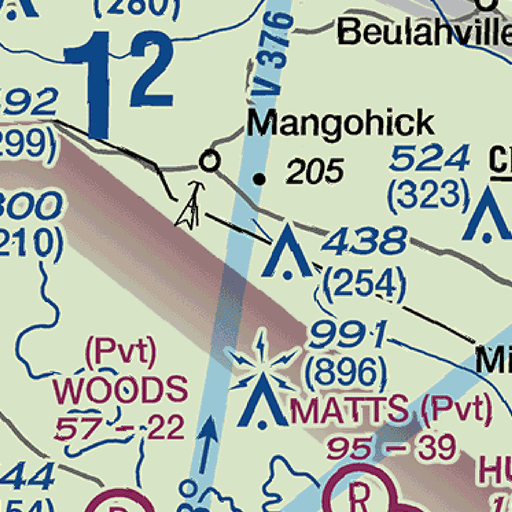 (280)
Beulahville
V 376
12
92
299)
Mangohick
205
524
(323)
300
210)
438
(254)
991
(896)
(Pvt)
WOODS
57 - 22
MATTS (Pvt)
95 - 39
Mi
44
54)
R
R